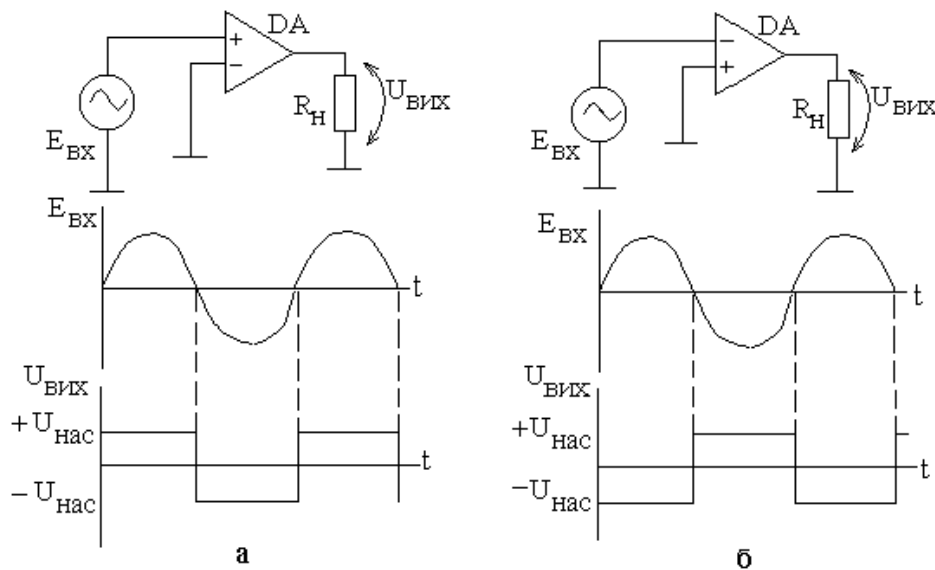 DA
+
−
R_Н
U_ВИХ
E_ВХ
E_ВХ
t
U_ВИХ
+U_НАС
t
−U_НАС
а
DA
−
+
R_Н
U_ВИХ
E_ВХ
E_ВХ
t
U_ВИХ
+U_НАС
t
−U_НАС
б